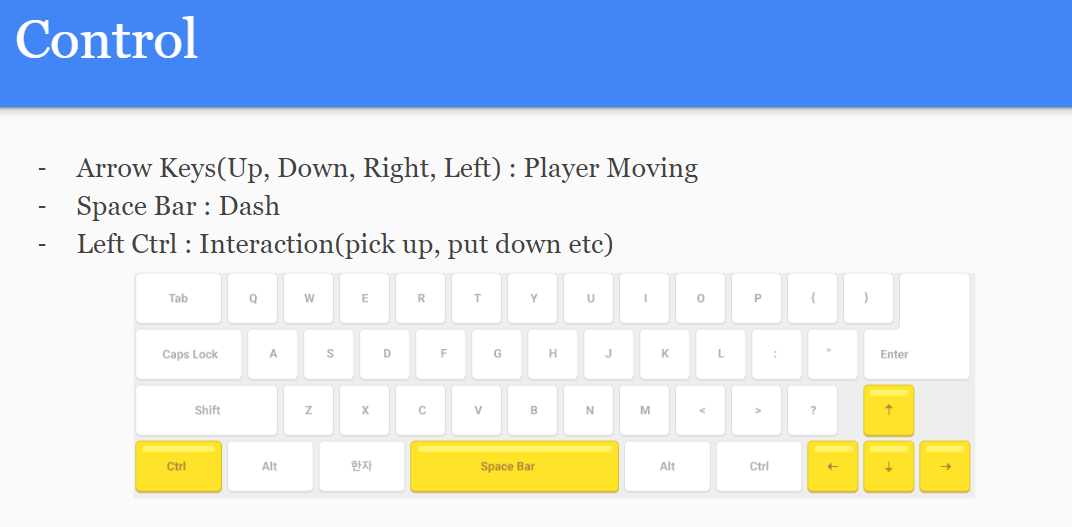 Control
- Arrow Keys(Up, Down, Right, Left) : Player Moving
- Space Bar : Dash
- Left Ctrl : Interaction(pick up, put down etc)
Tab Q W E R T Y U I O P { }
Caps Lock A S D F G H J K L : " Enter
Shift Z X C V B N M < > ? ↑
Ctrl Alt 한자 Space Bar Alt Ctrl ← ↓ →